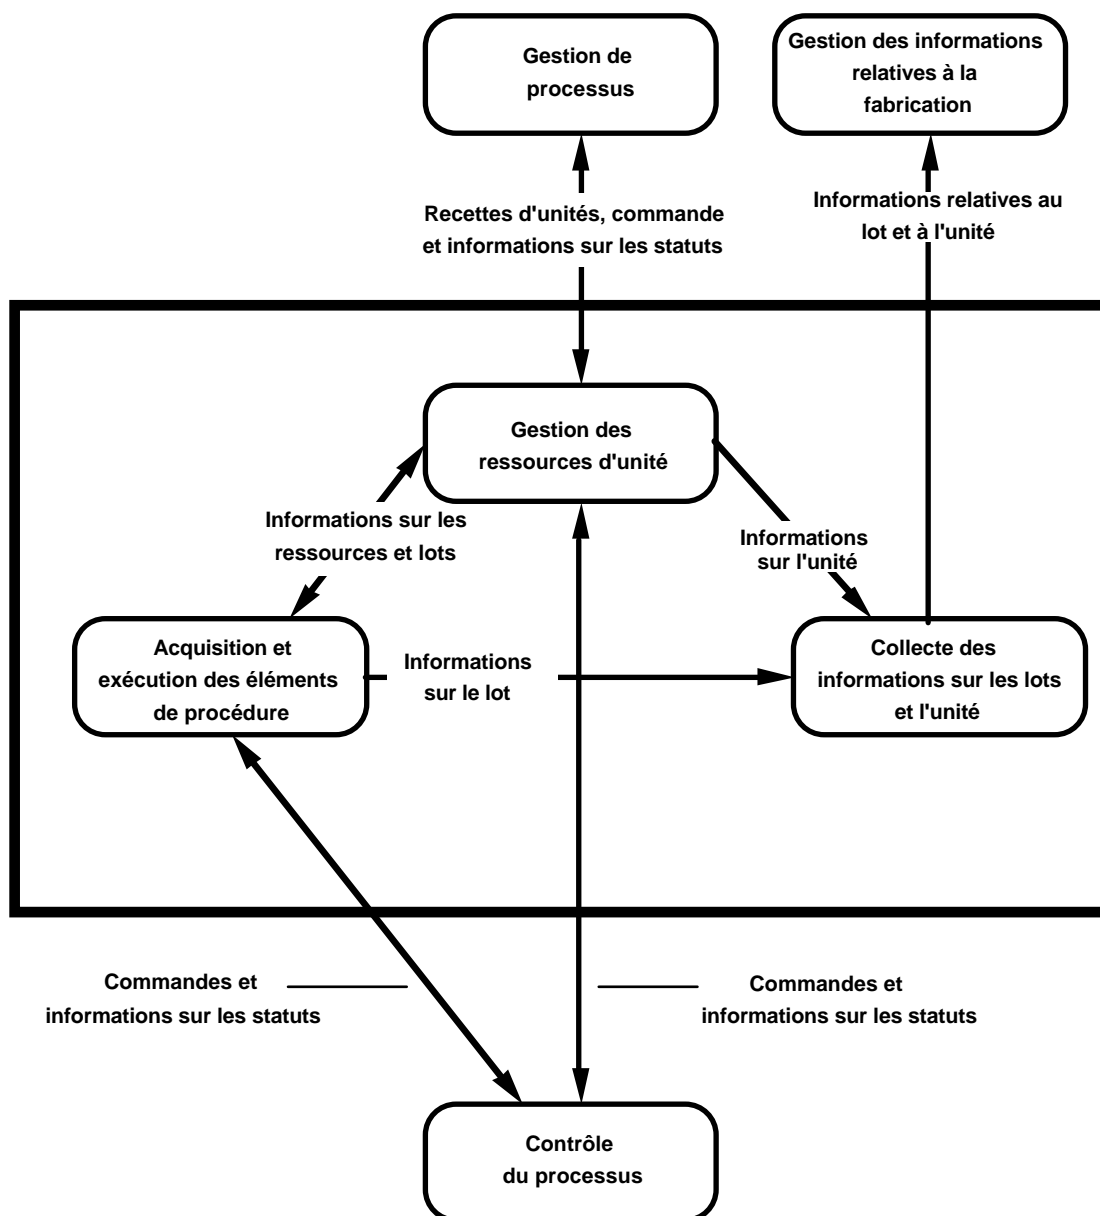 Gestion de
processus
Gestion des informations
relatives à la
fabrication
Recettes d'unités, commande
et informations sur les statuts
Informations relatives au
lot et à l'unité
Gestion des
ressources d'unité
Informations sur les
ressources et lots
Informations
sur l'unité
Acquisition et
exécution des éléments
de procédure
Informations
sur le lot
Collecte des
informations sur les lots
et l'unité
Commandes et
informations sur les statuts
Commandes et
informations sur les statuts
Contrôle
du processus